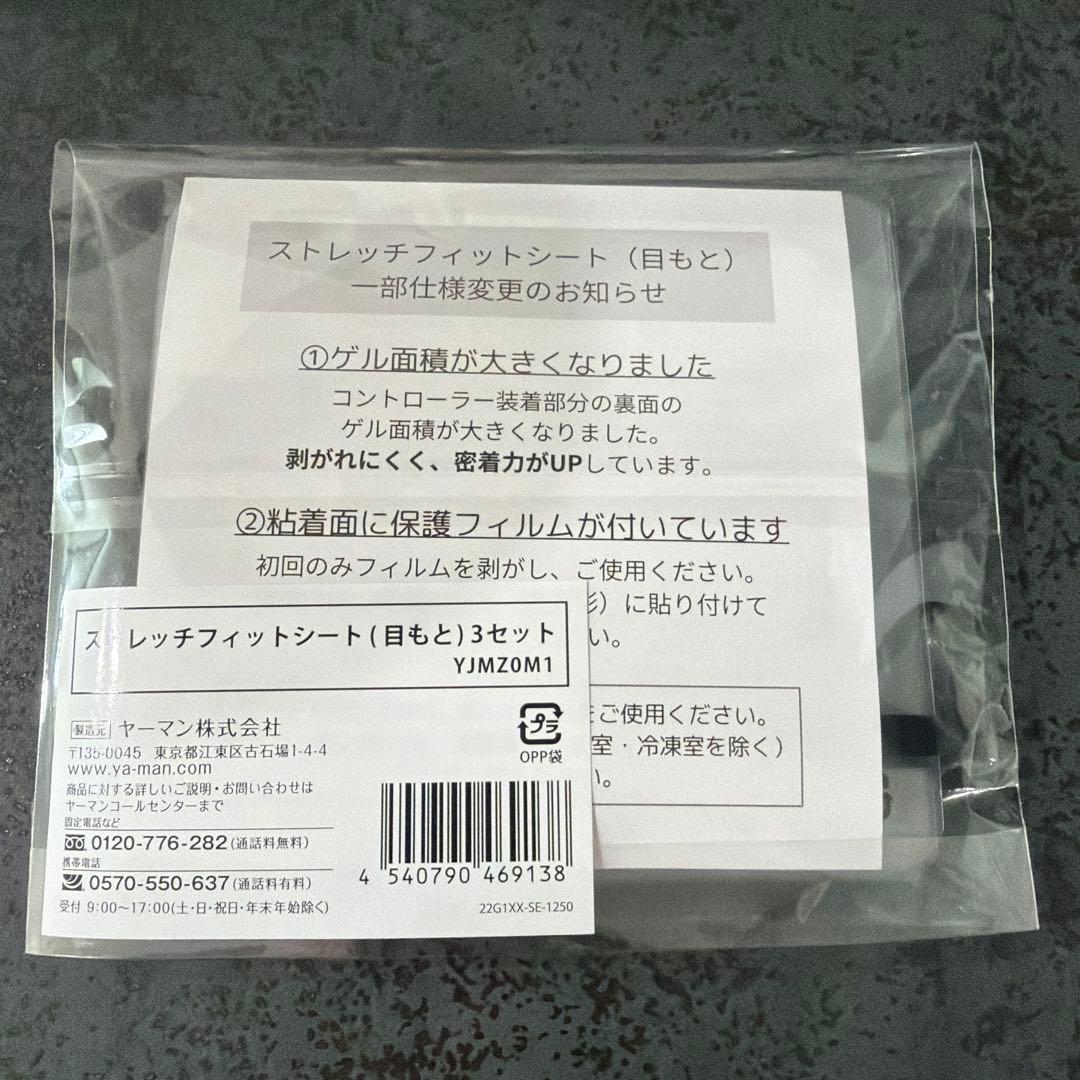 ストレッチフィットシート（目もと）
一部仕様変更のお知らせ
①ゲル面積が大きくなりました
コントローラー装着部分の裏面の
ゲル面積が大きくなりました。
剥がれにくく、密着力がUPしています。
②粘着面に保護フィルムが付いています
初回のみフィルムを剥がし、ご使用ください。
）に貼り付けて
い。
をご使用ください。
室・冷凍室を除く）
い。
ストレッチフィットシート(目もと)3セット
YJMZ0M1
製造元 ヤーマン株式会社
〒135-0045 東京都江東区古石場1-4-4
www.ya-man.com
商品に対する詳しいご説明・お問い合わせは
ヤーマンコールセンターまで
固定電話など
0120-776-282(通話料無料)
携帯電話
0570-550-637(通話料有料)
受付 9:00〜17:00(土・日・祝日・年末年始除く)
プラ
OPP袋
4 540790 469138
22G1XX-SE-1250